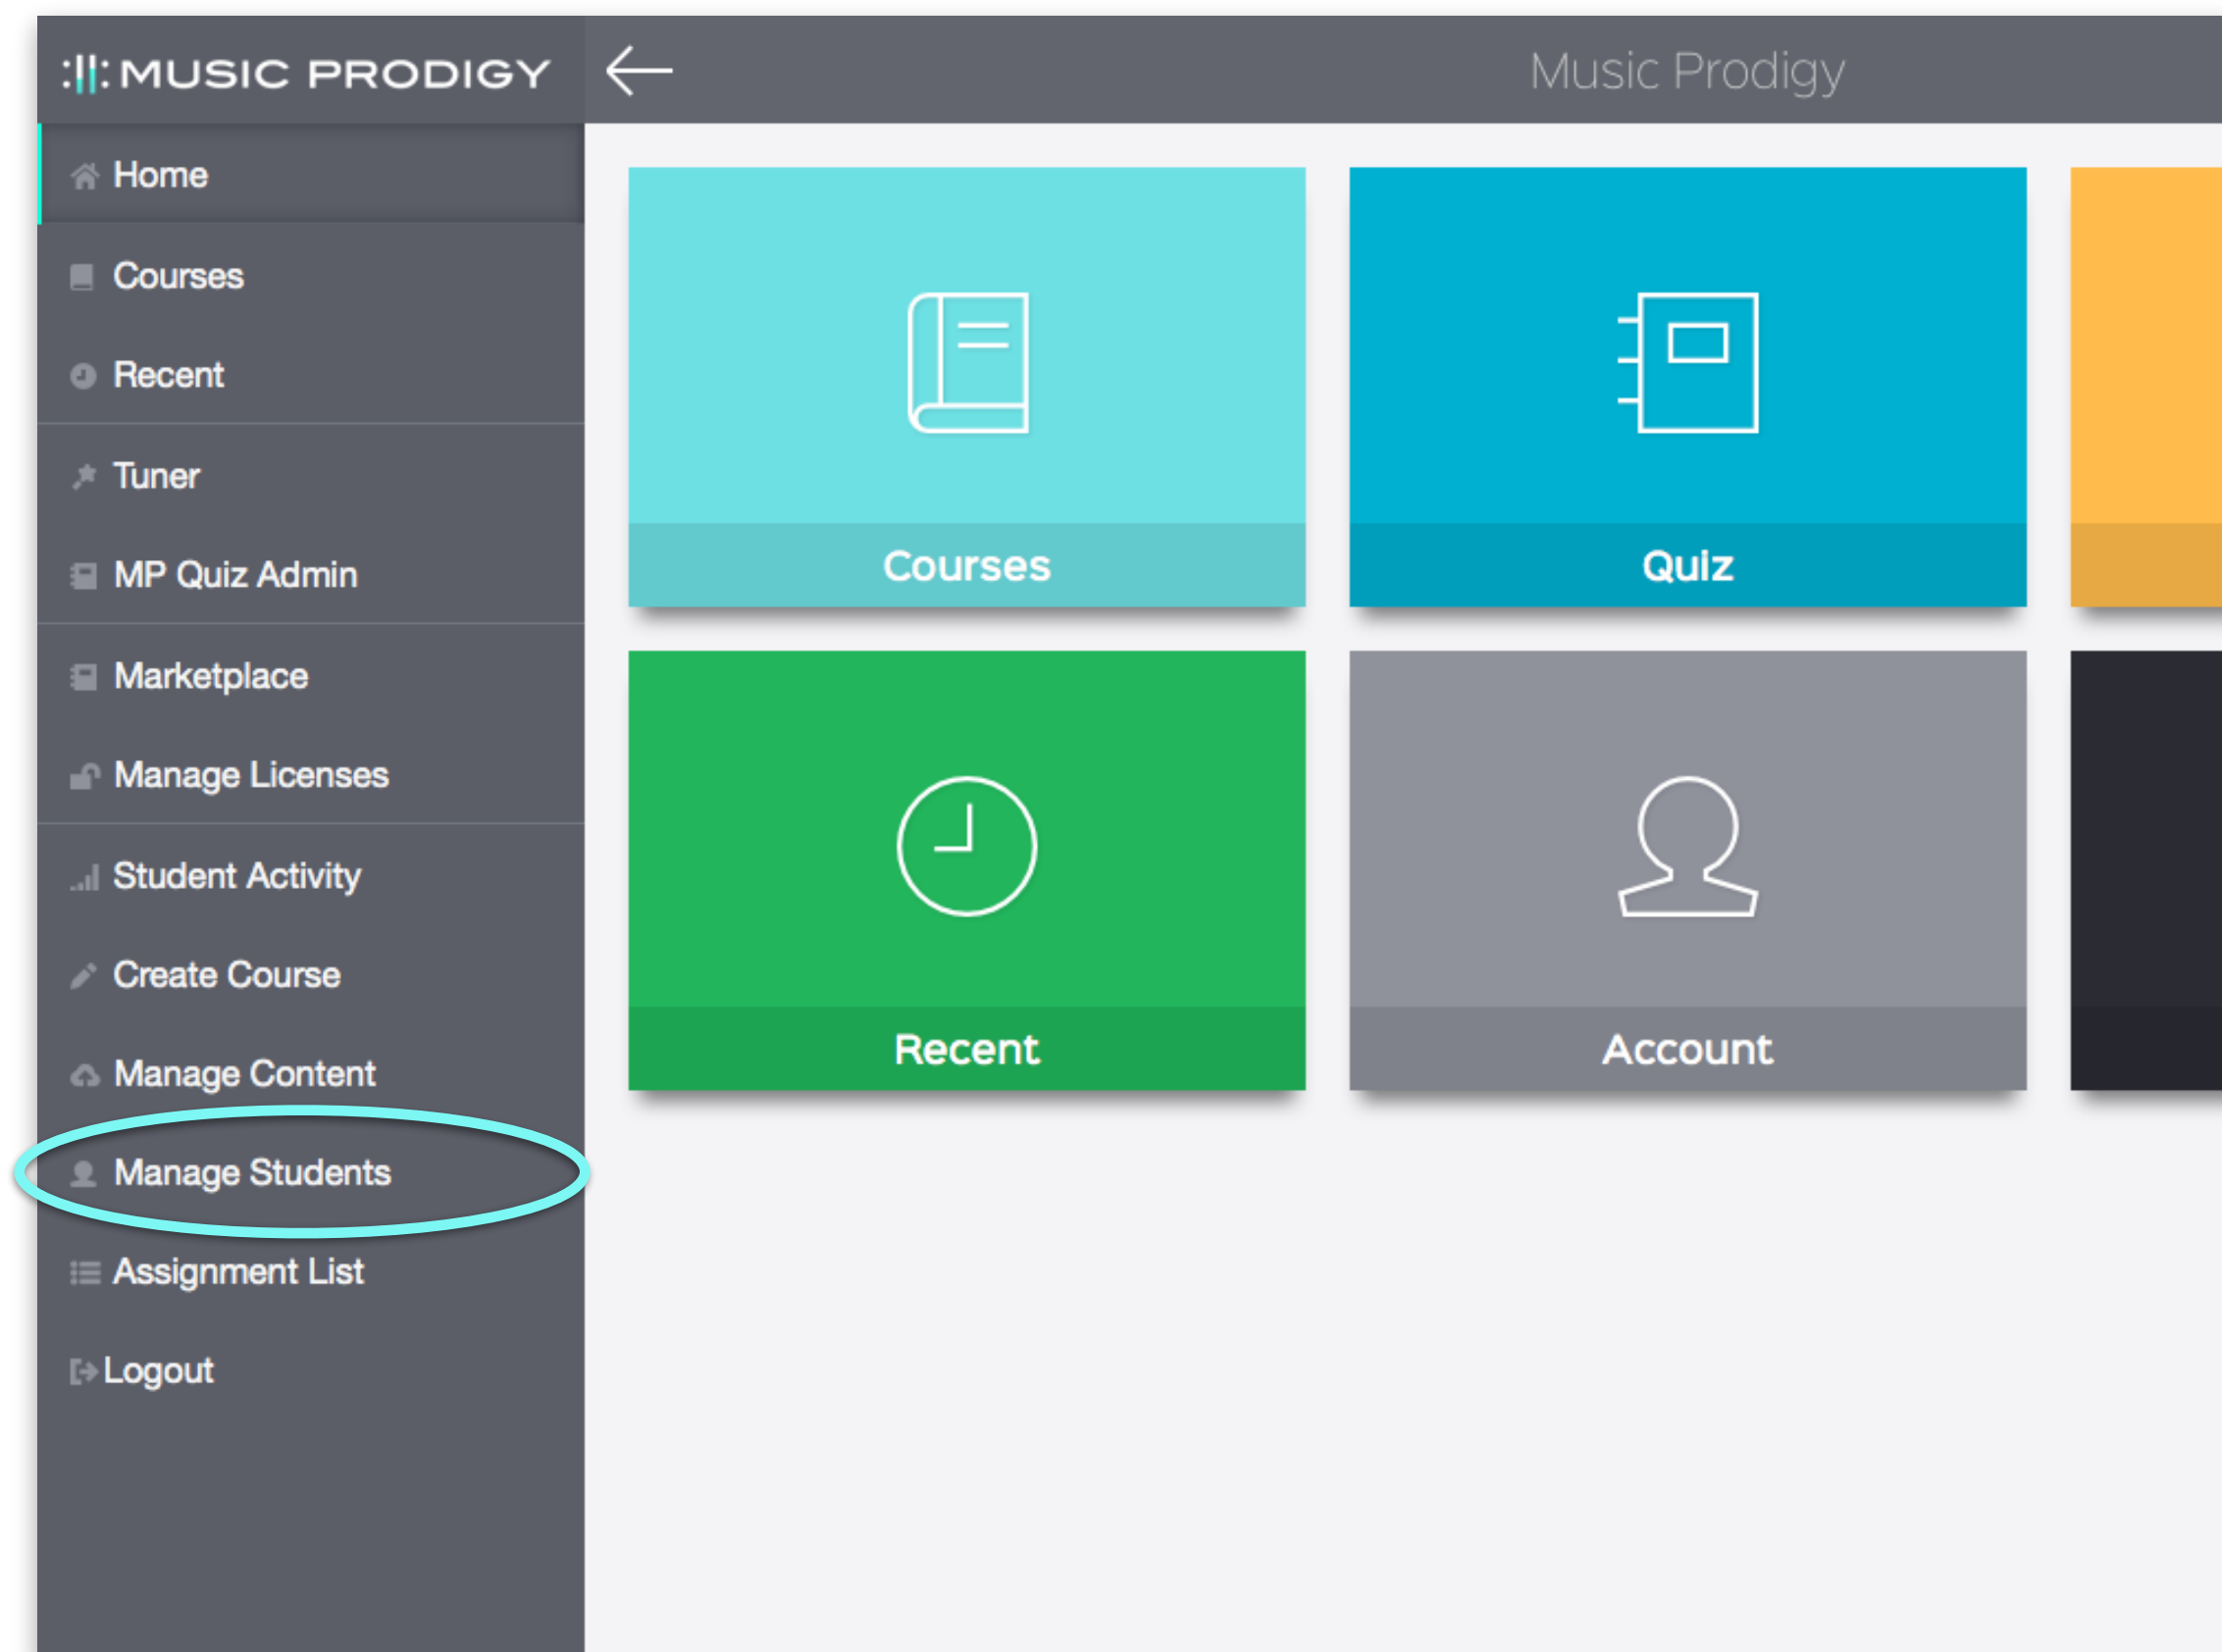 MUSIC PRODIGY
Music Prodigy
Home
Courses
Recent
Tuner
MP Quiz Admin
Marketplace
Manage Licenses
Student Activity
Create Course
Manage Content
Manage Students
Assignment List
Logout
Courses
Quiz
Recent
Account